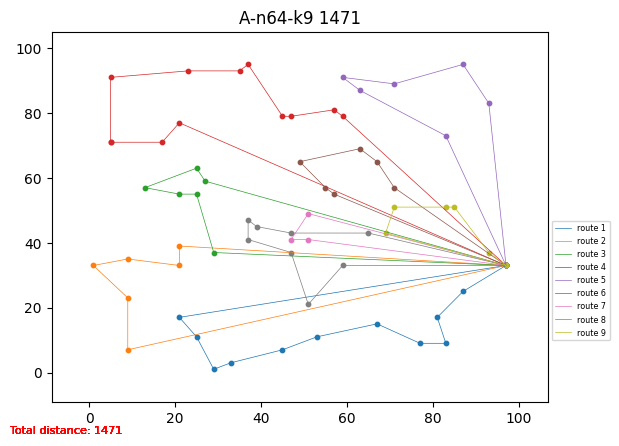 A-n64-k9 1471
100
80
60
40
20
0
0 20 40 60 80 100
route 1
route 2
route 3
route 4
route 5
route 6
route 7
route 8
route 9
Total distance: 1471